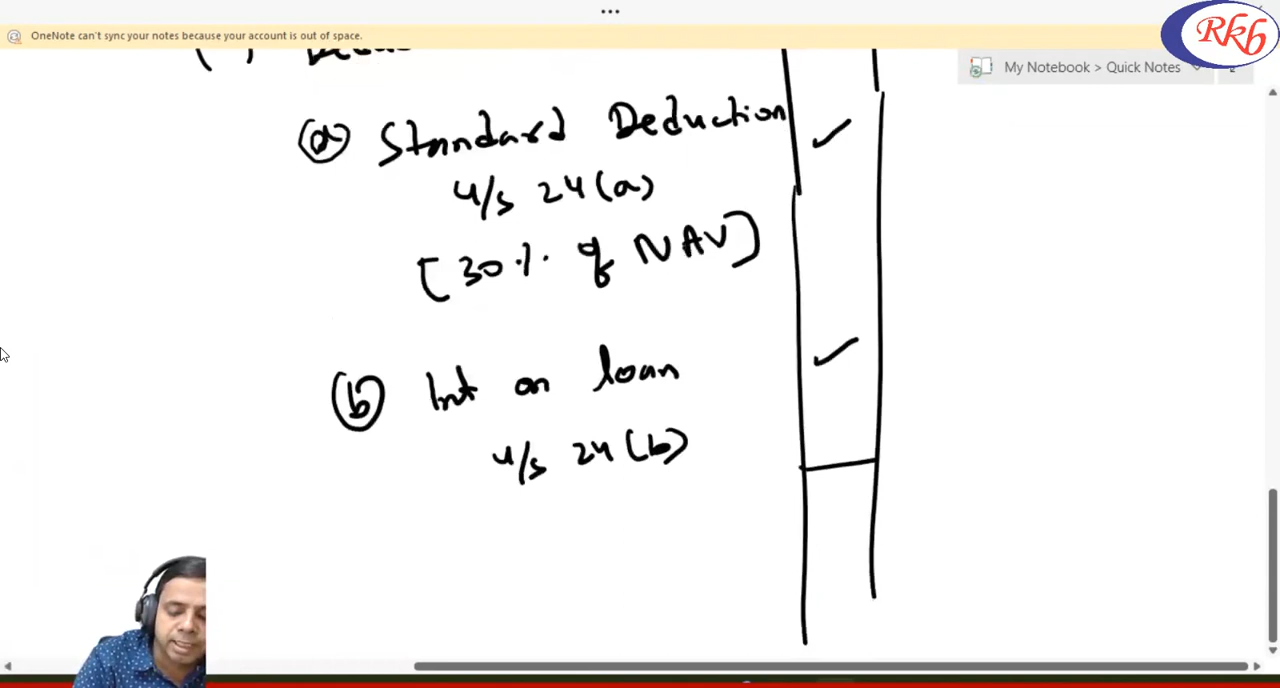 OneNote can't sync your notes because your account is out of space.
Rkb
My Notebook > Quick Notes
(a) Standard Deduction
u/s 24(a)
[30% of NAV]
(b) Int on loan
u/s 24(b)